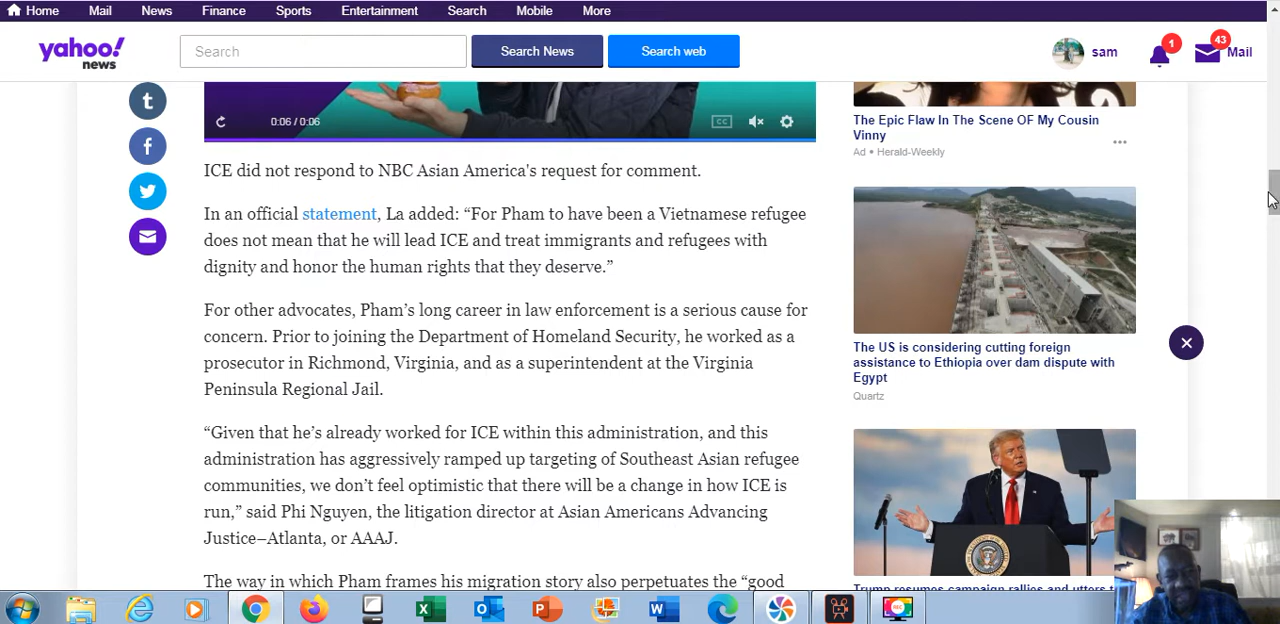 Home Mail News Finance Sports Entertainment Search Mobile More
yahoo!
news
Search
Search News
Search web
sam
1
43
Mail
t
f
0:06 / 0:06
CC
ICE did not respond to NBC Asian America's request for comment.
In an official statement, La added: “For Pham to have been a Vietnamese refugee
does not mean that he will lead ICE and treat immigrants and refugees with
dignity and honor the human rights that they deserve.”
For other advocates, Pham’s long career in law enforcement is a serious cause for
concern. Prior to joining the Department of Homeland Security, he worked as a
prosecutor in Richmond, Virginia, and as a superintendent at the Virginia
Peninsula Regional Jail.
“Given that he’s already worked for ICE within this administration, and this
administration has aggressively ramped up targeting of Southeast Asian refugee
communities, we don’t feel optimistic that there will be a change in how ICE is
run,” said Phi Nguyen, the litigation director at Asian Americans Advancing
Justice–Atlanta, or AAAJ.
The way in which Pham frames his migration story also perpetuates the “good
The Epic Flaw In The Scene OF My Cousin
Vinny
Ad • Herald-Weekly
The US is considering cutting foreign
assistance to Ethiopia over dam dispute with
Egypt
Quartz
Trump resumes campaign rallies and utters